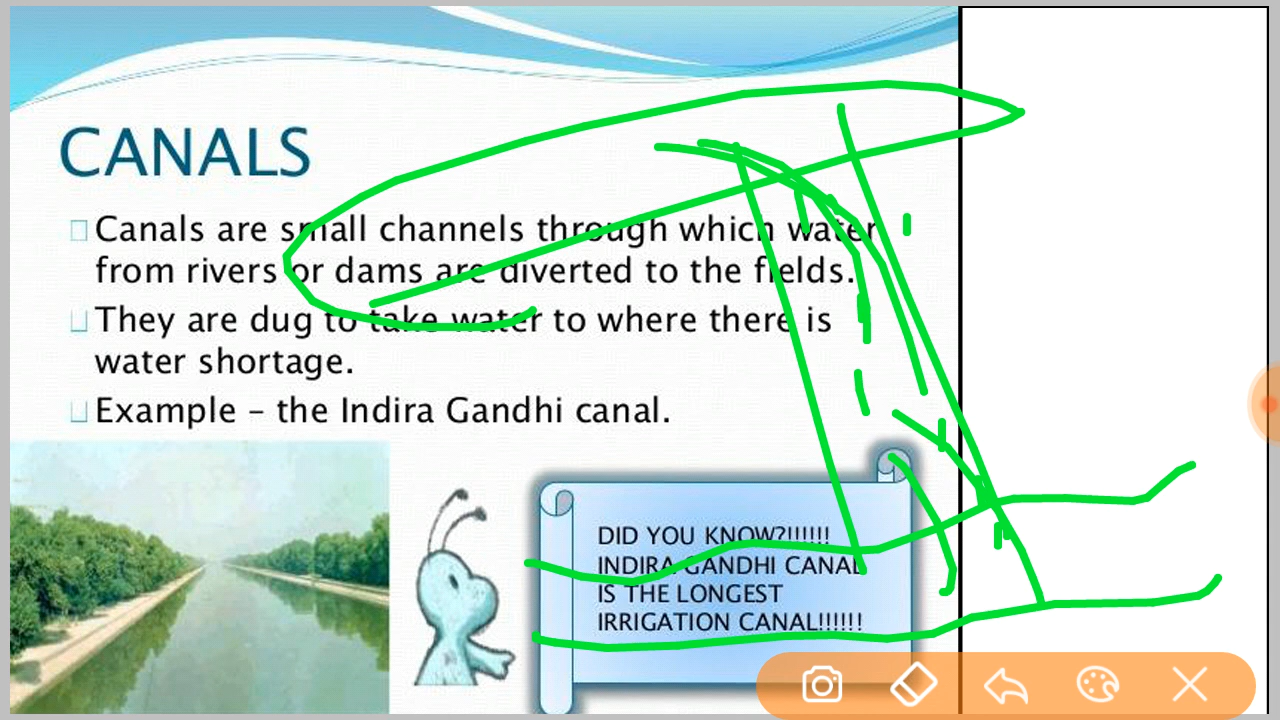 CANALS
Canals are small channels through which water
from rivers or dams are diverted to the fields.
They are dug to take water to where there is
water shortage.
Example – the Indira Gandhi canal.
DID YOU KNOW?!!!!!!
INDIRA GANDHI CANAL
IS THE LONGEST
IRRIGATION CANAL!!!!!!